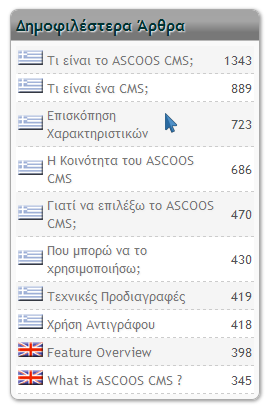 Δημοφιλέστερα Άρθρα
Τι είναι το ASCOOS CMS; 1343
Τι είναι ένα CMS; 889
Επισκόπηση
Χαρακτηριστικών 723
Η Κοινότητα του ASCOOS
CMS 686
Γιατί να επιλέξω το ASCOOS
CMS; 470
Που μπορώ να το
χρησιμοποιήσω; 430
Τεχνικές Προδιαγραφές 419
Χρήση Αντιγράφου 418
Feature Overview 398
What is ASCOOS CMS ? 345